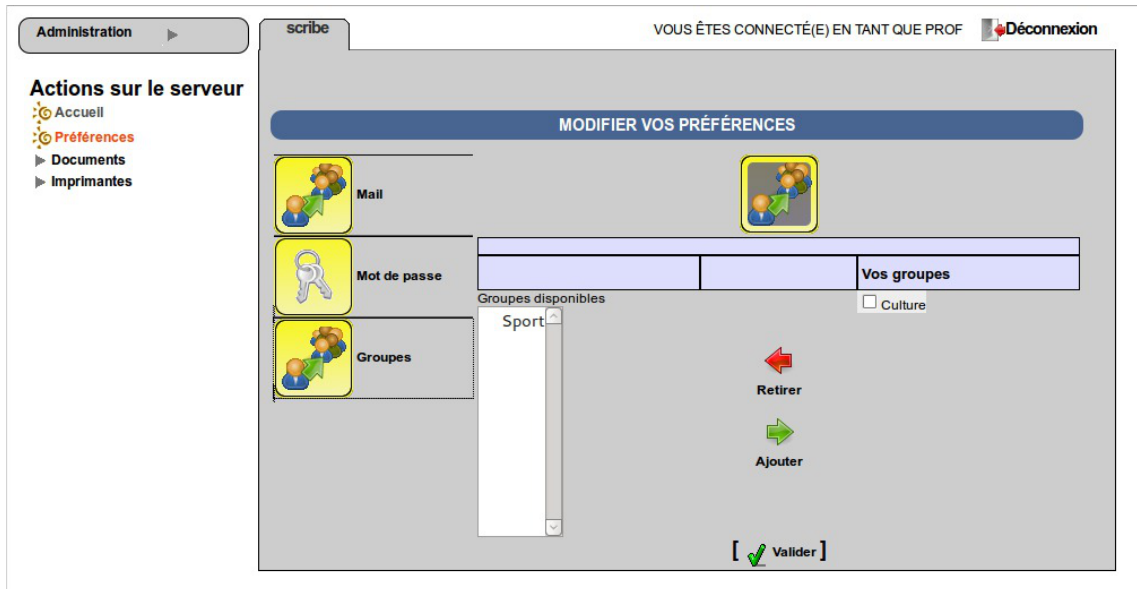 Administration
scribe
VOUS ÊTES CONNECTÉ(E) EN TANT QUE PROF
Déconnexion
Actions sur le serveur
Accueil
Préférences
Documents
Imprimantes
MODIFIER VOS PRÉFÉRENCES
Mail
Mot de passe
Groupes
Vos groupes
Groupes disponibles
Culture
Sport
Retirer
Ajouter
[ Valider ]